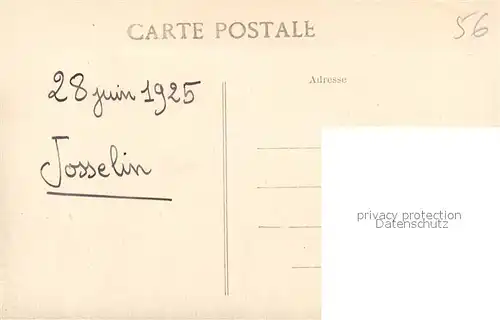 CARTE POSTALE
56
28 juin 1925
Adresse
Josselin
privacy protection
Datenschutz